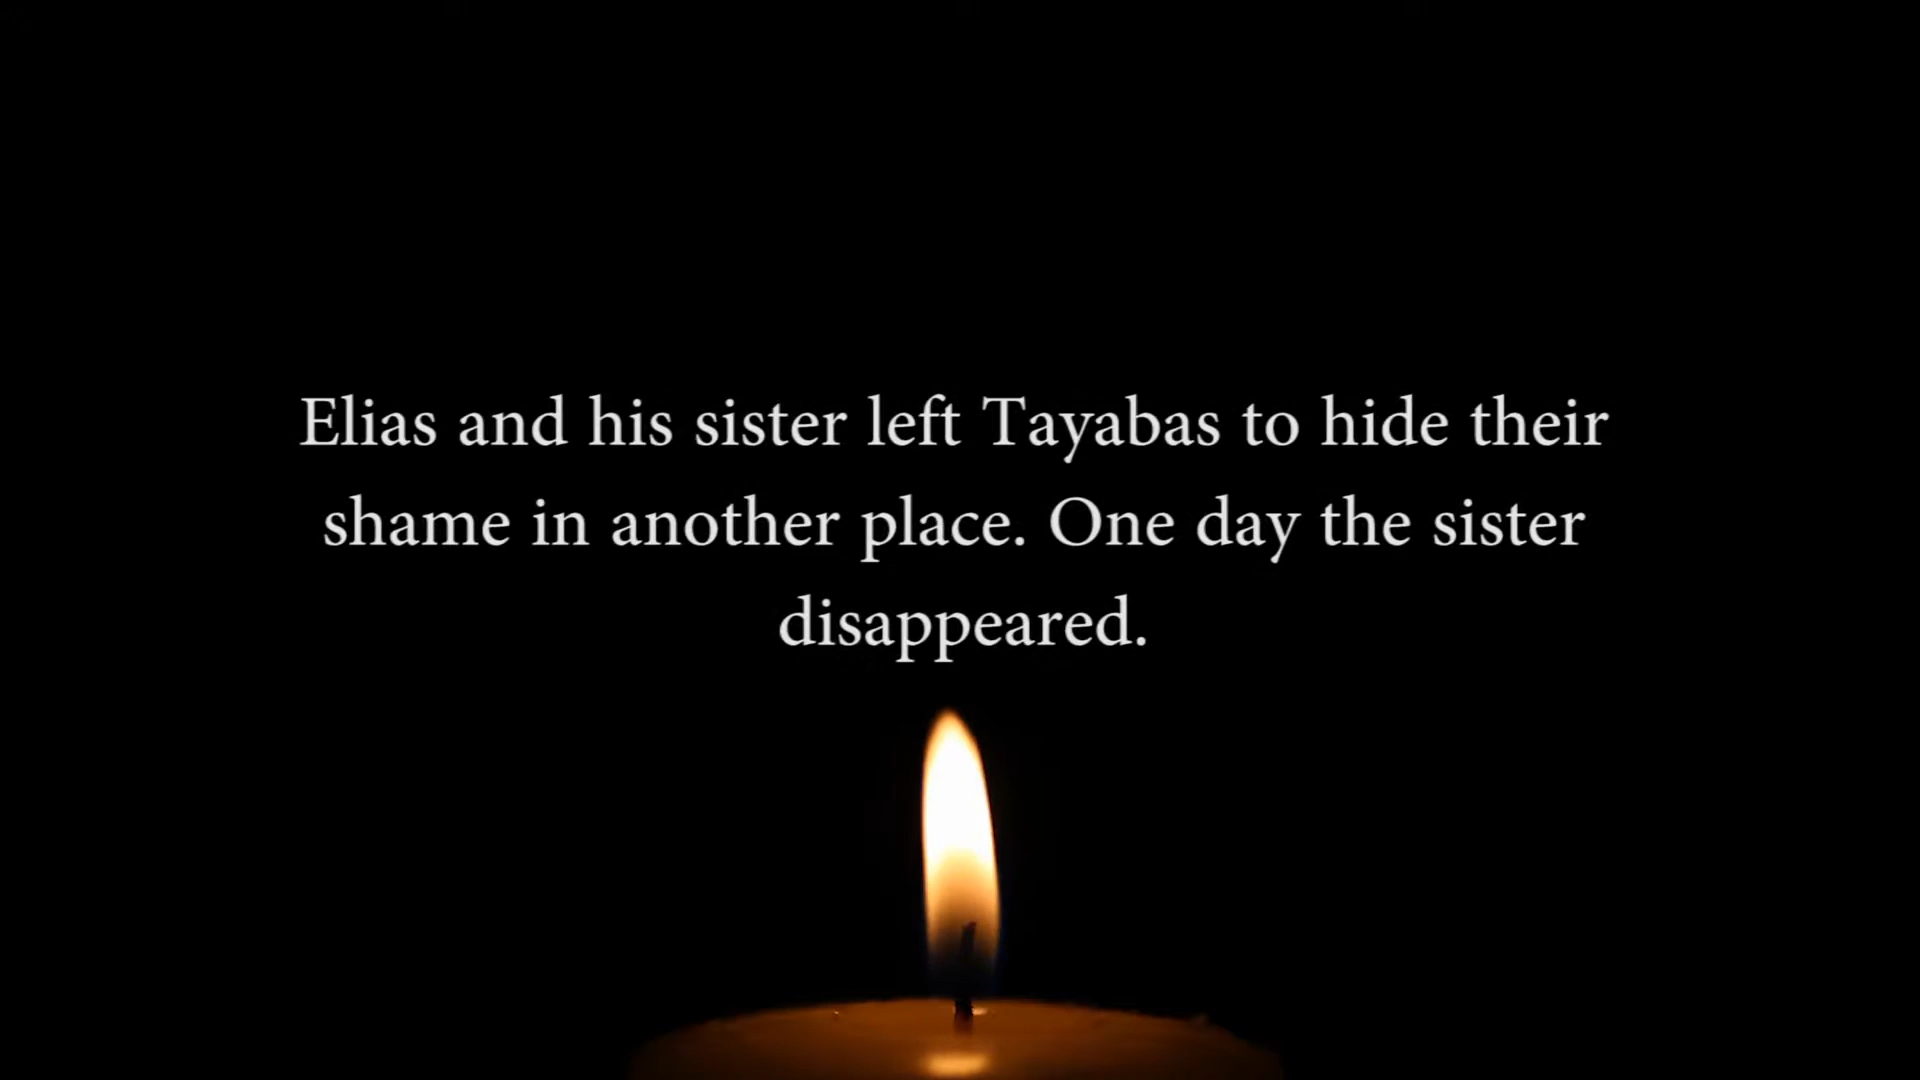 Elias and his sister left Tayabas to hide their
shame in another place. One day the sister
disappeared.